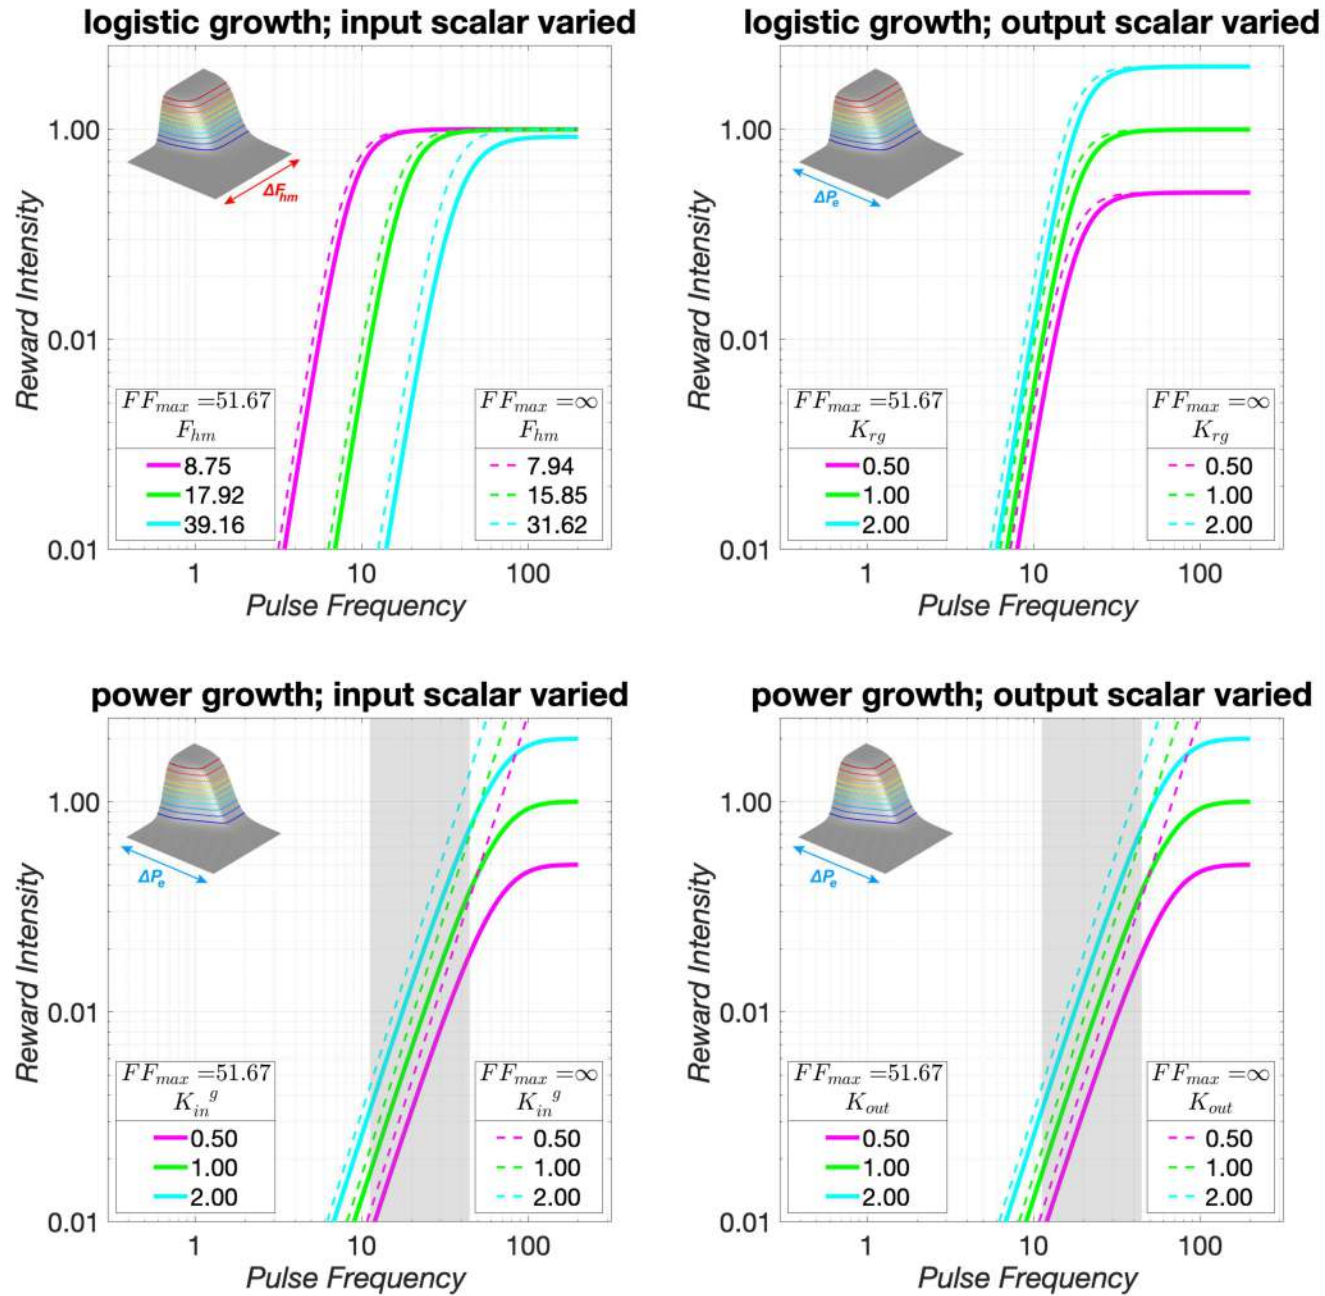 logistic growth; input scalar varied
ΔF_hm
1.00
0.01
0.01
Reward Intensity
FF_max =51.67
F_hm
8.75
17.92
39.16
FF_max =∞
F_hm
7.94
15.85
31.62
1 10 100
Pulse Frequency
logistic growth; output scalar varied
ΔP_e
1.00
0.01
0.01
Reward Intensity
FF_max =51.67
K_rg
0.50
1.00
2.00
FF_max =∞
K_rg
0.50
1.00
2.00
1 10 100
Pulse Frequency
power growth; input scalar varied
ΔP_e
1.00
0.01
0.01
Reward Intensity
FF_max =51.67
K_in^g
0.50
1.00
2.00
FF_max =∞
K_in^g
0.50
1.00
2.00
1 10 100
Pulse Frequency
power growth; output scalar varied
ΔP_e
1.00
0.01
0.01
Reward Intensity
FF_max =51.67
K_out
0.50
1.00
2.00
FF_max =∞
K_out
0.50
1.00
2.00
1 10 100
Pulse Frequency